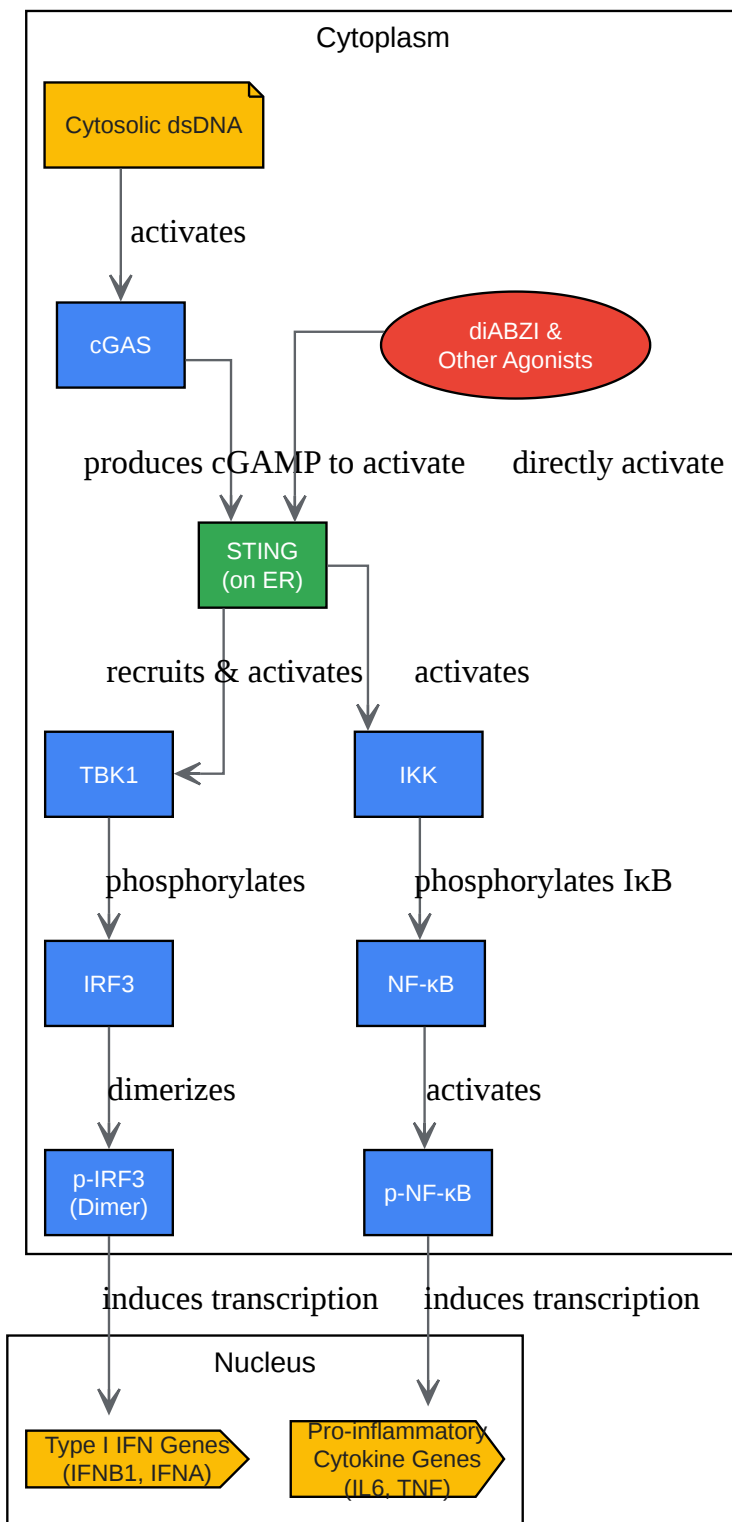 Cytoplasm
Cytosolic dsDNA
activates
cGAS
diABZI &
Other Agonists
produces cGAMP to activate
directly activate
STING
(on ER)
recruits & activates
activates
TBK1
IKK
phosphorylates
phosphorylates IκB
IRF3
NF-κB
dimerizes
activates
p-IRF3
(Dimer)
p-NF-κB
induces transcription
induces transcription
Nucleus
Type I IFN Genes
(IFNB1, IFNA)
Pro-inflammatory
Cytokine Genes
(IL6, TNF)